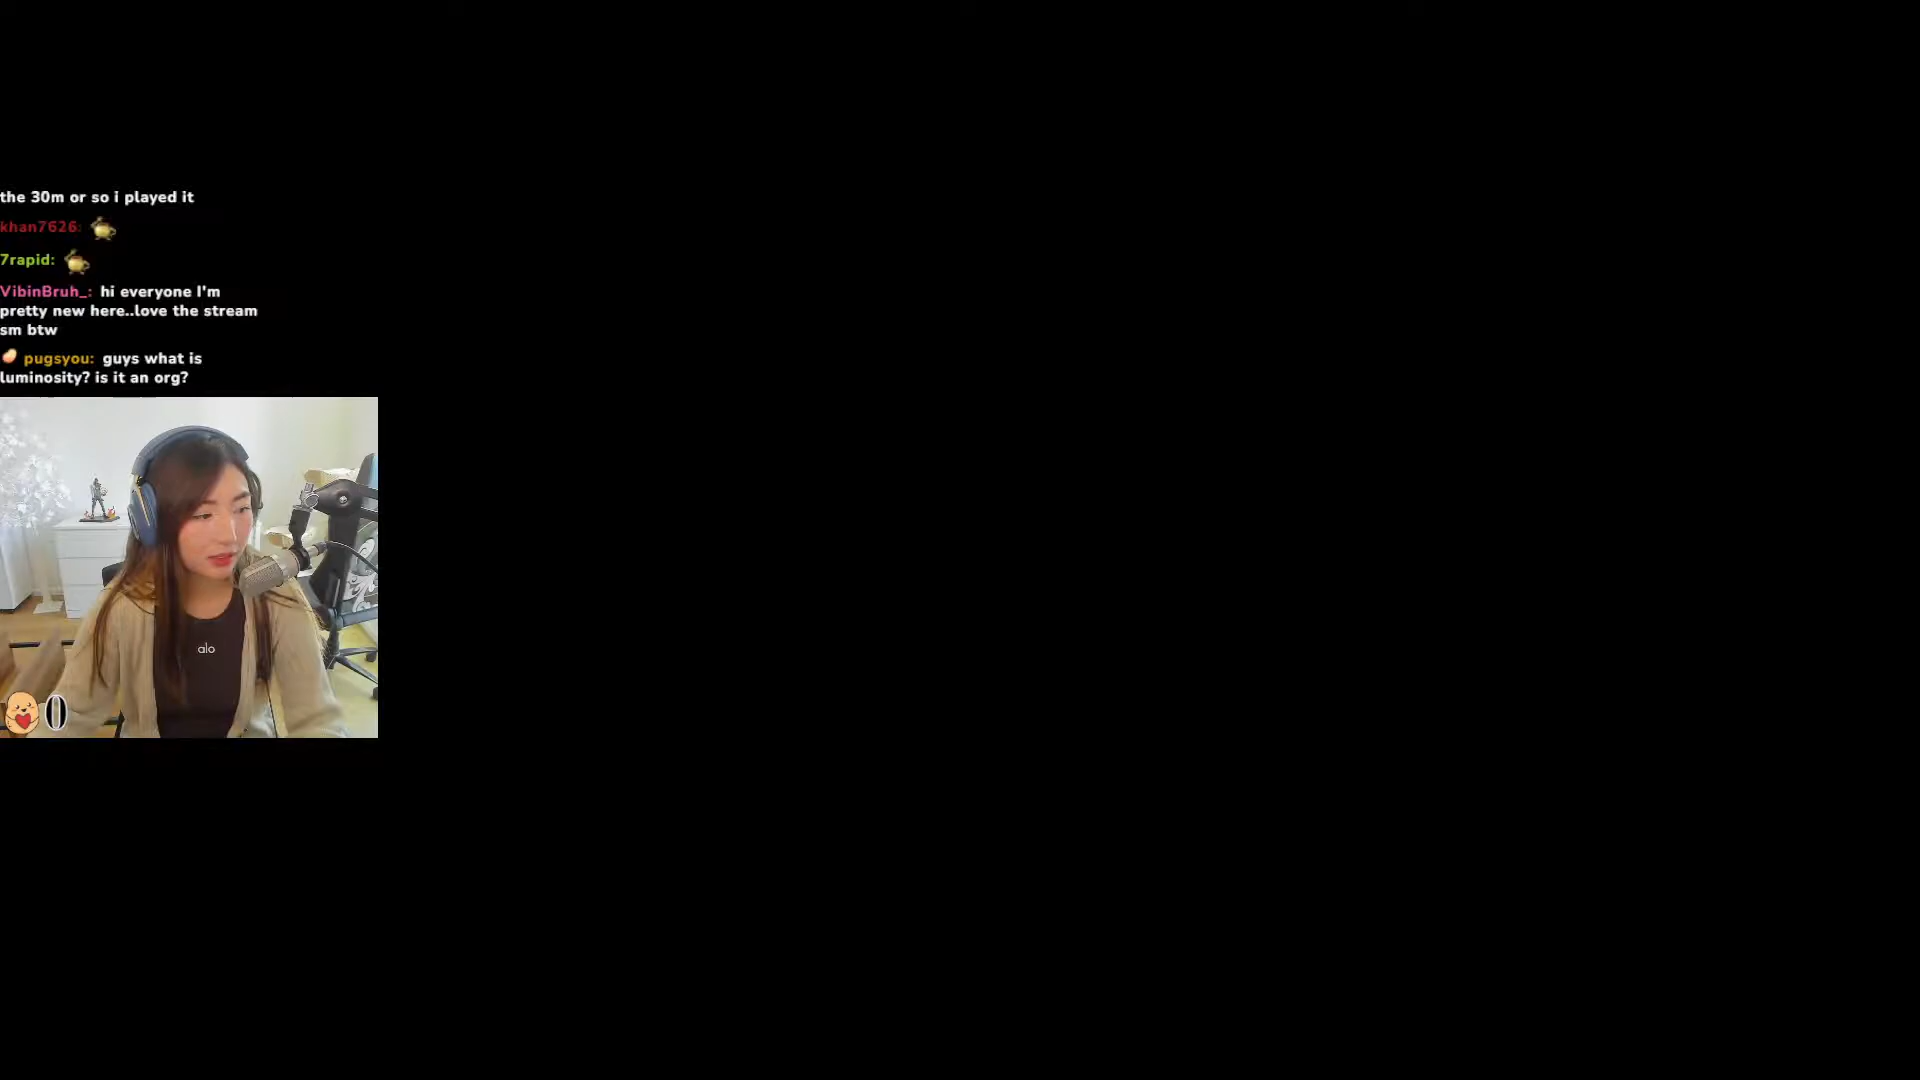 the 30m or so i played it
khan7626:
7rapid:
VibinBruh_: hi everyone I'm
pretty new here..love the stream
sm btw
pugsyou: guys what is
luminosity? is it an org?
alo
0